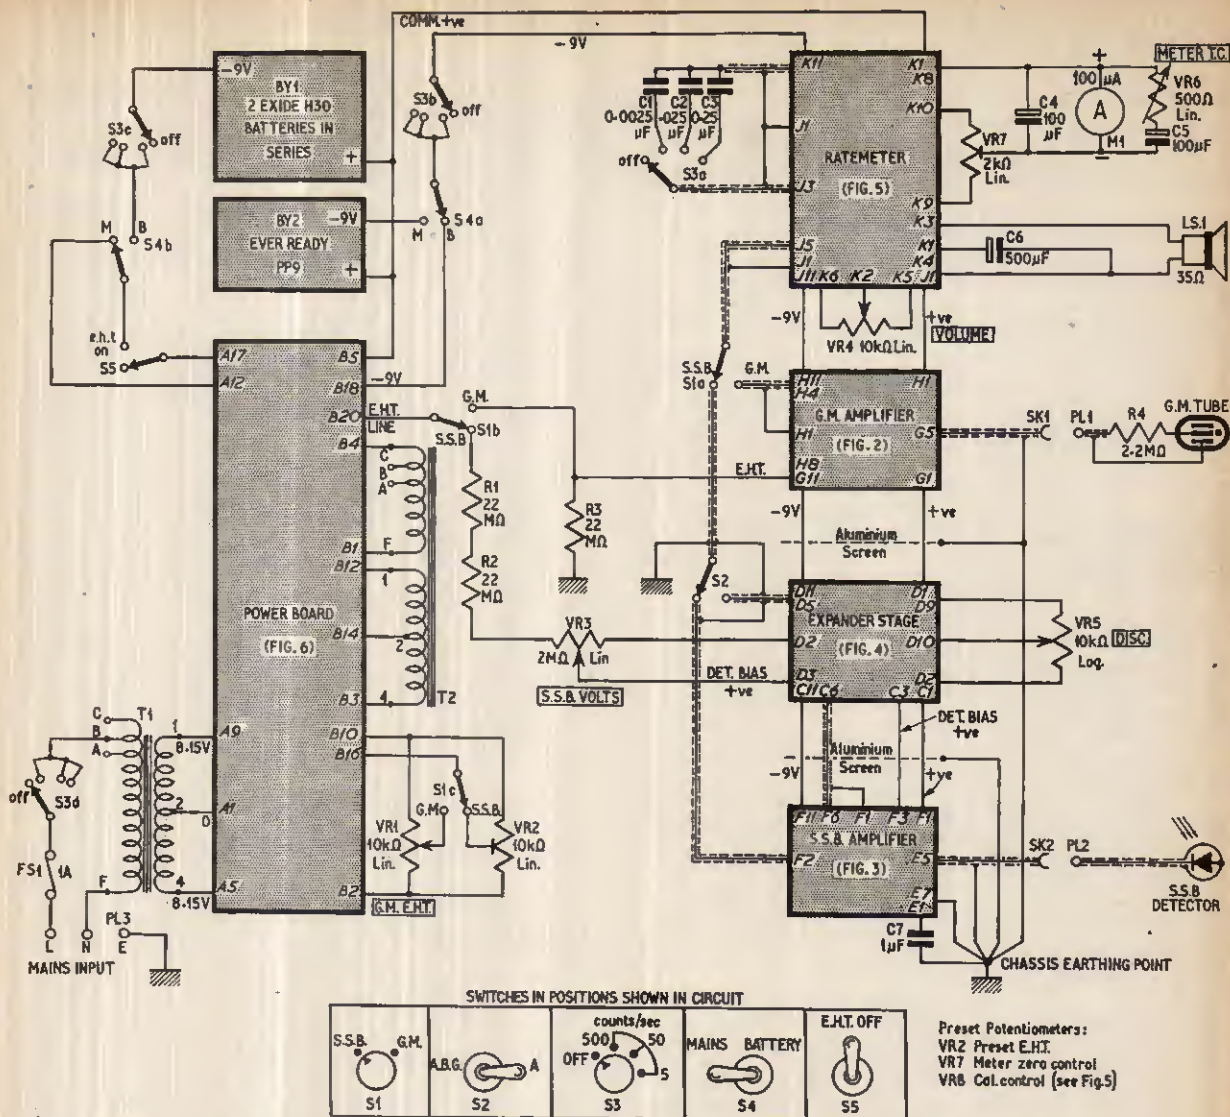 COMM.+ve
-9V
-9V
BY1
2 EXIDE H30
BATTERIES IN
SERIES
+
S3c
off
BY2
-9V
EVER READY
PP9
+
M
B
S4b
e.h.t
on
S5
S3b
off
S4a
M
B
C1
0·0025
μF
C2
·025
μF
C3
0·25
μF
off
S3a
K11
K1
K8
K10
J1
RATEMETER
(FIG. 5)
J3
K9
K3
J5
K1
J1
K4
J11
K6
K2
K5
J1
100μA
+
A
M1
C4
100
μF
METER T.C.
VR6
500Ω
Lin.
C5
100μF
VR7
2kΩ
Lin.
C6
500μF
LS.1
35Ω
-9V
+ve
VOLUME
VR4 10kΩ Lin.
S.S.B.
S1a
G.M.
H11
H4
H1
G.M. AMPLIFIER
(FIG. 2)
H1
G5
H8
G11
G1
E.H.T.
SK1
PL1
R4
2·2MΩ
G.M. TUBE
-9V
+ve
Aluminium
Screen
A17
A12
B5
B18
-9V
B20
E.H.T.
LINE
S.S.B
S1b
G.M.
B4
C
B
A
B1
F
B12
1
POWER BOARD
(FIG. 6)
B14
2
B3
4
T2
R1
22
MΩ
R2
22
MΩ
R3
22
MΩ
VR3
2MΩ
Lin
S.S.B. VOLTS
DET. BIAS
+ve
S2
D11
D5
D1
D9
EXPANDER STAGE
(FIG. 4)
D2
D10
D3
D2
C11
C6
C3
C1
VR5
10kΩ
DISC.
Log.
DET. BIAS
+ve
Aluminium
Screen
-9V
+ve
F11
F6
F1
F3
F1
S.S.B. AMPLIFIER
(FIG. 3)
F2
E5
E7
E1
SK2
PL2
S.S.B
DETECTOR
C7
1μF
CHASSIS EARTHING POINT
C
T1
B
A
1
8·15V
A9
2
0
A1
4
8·15V
A5
off
S3d
FS1
1A
F
L
N
PL3
E
MAINS INPUT
B10
B16
S1c
G.M
S.S.B.
VR1
10kΩ
Lin.
VR2
10kΩ
Lin.
B2
G.M. E.H.T.
SWITCHES IN POSITIONS SHOWN IN CIRCUIT
S.S.B.
G.M.
S1
A.B.G.
A
S2
counts/sec
500
50
OFF
5
S3
MAINS
BATTERY
S4
E.H.T. OFF
S5
Preset Potentiometers:
VR2 Preset E.H.T.
VR7 Meter zero control
VR8 Cal.control (see Fig.5)